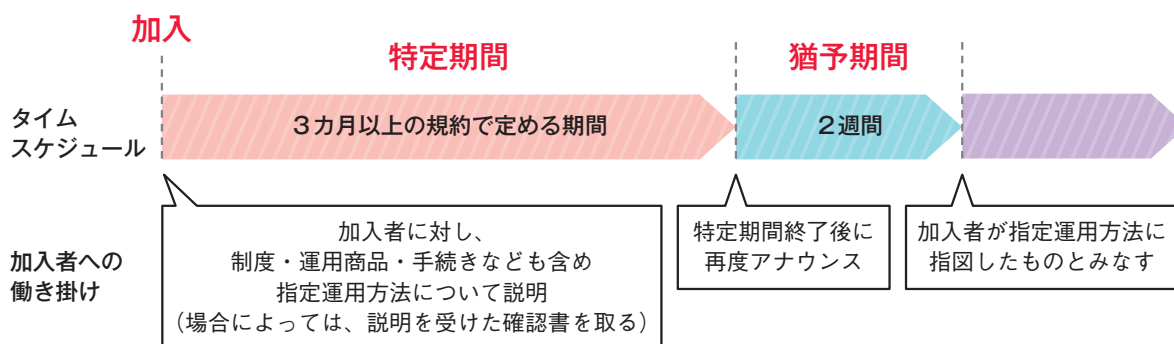 加入
特定期間
猶予期間
タイム
スケジュール
3カ月以上の規約で定める期間
2週間
加入者への
働き掛け
加入者に対し、
制度・運用商品・手続きなども含め
指定運用方法について説明
（場合によっては、説明を受けた確認書を取る）
特定期間終了後に
再度アナウンス
加入者が指定運用方法に
指図したものとみなす